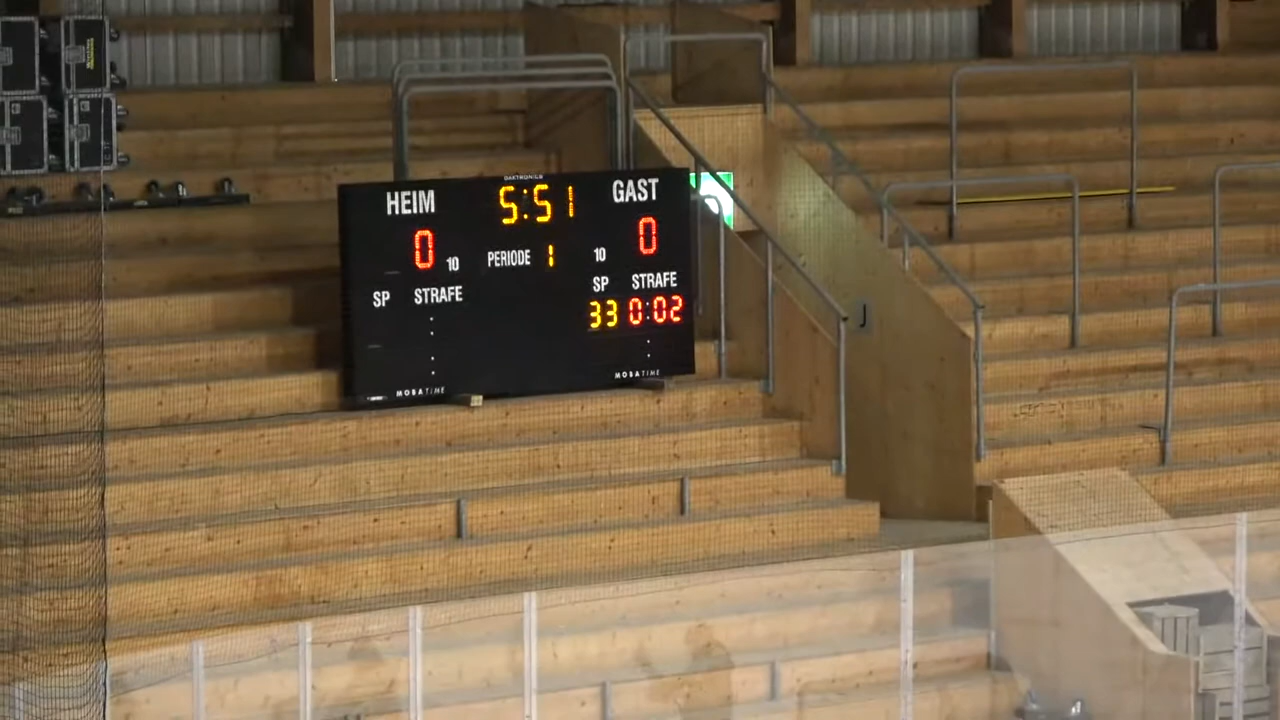 DAKTRONICS
HEIM 5:51 GAST
0 10 PERIODE 1 10 0
SP STRAFE SP STRAFE
33 0:02
MOBATIME MOBATIME
J